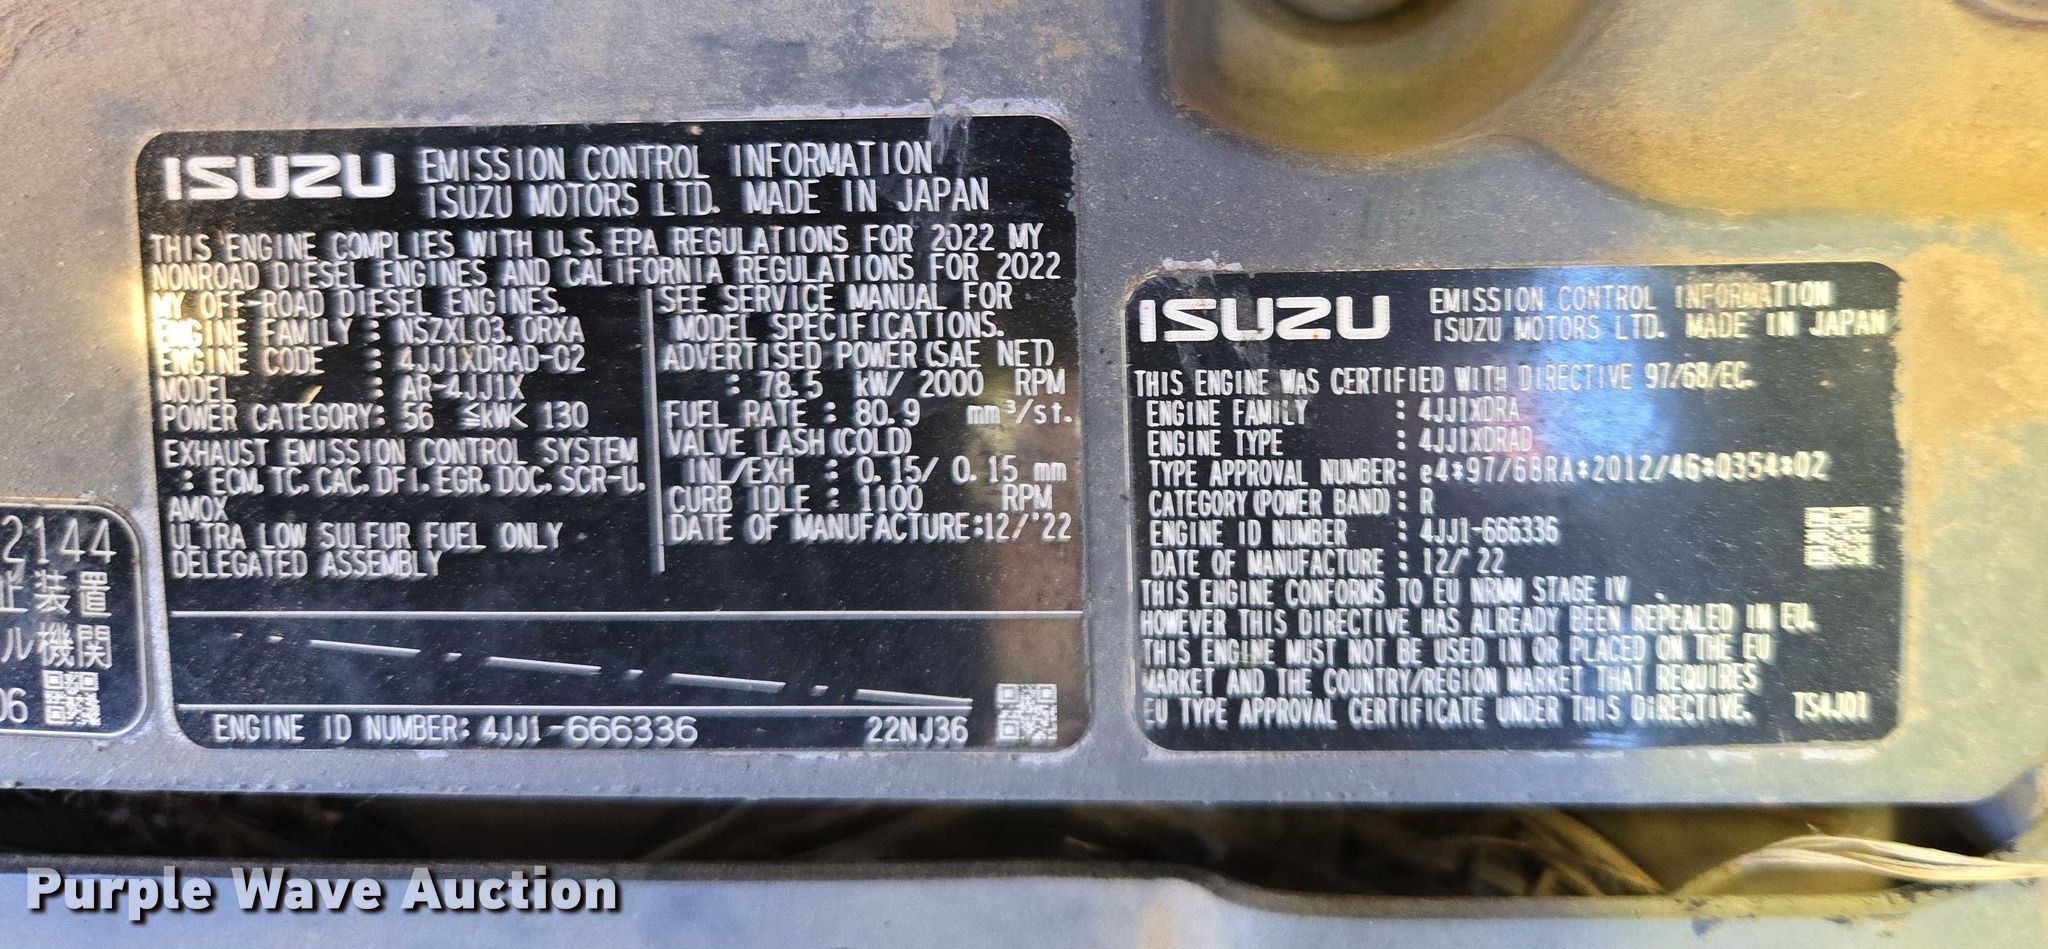 ISUZU
EMISSION CONTROL INFORMATION
ISUZU MOTORS LTD. MADE IN JAPAN
THIS ENGINE COMPLIES WITH U.S.EPA REGULATIONS FOR 2022 MY
NONROAD DIESEL ENGINES AND CALIFORNIA REGULATIONS FOR 2022
MY OFF-ROAD DIESEL ENGINES.
ENGINE FAMILY : NSZXL03.0RXA
ENGINE CODE : 4JJ1XDRAD-02
MODEL : AR-4JJ1X
POWER CATEGORY: 56 ≦kW< 130
EXHAUST EMISSION CONTROL SYSTEM
: ECM.TC.CAC.DFI.EGR.DOC.SCR-U.
AMOX
ULTRA LOW SULFUR FUEL ONLY
DELEGATED ASSEMBLY
SEE SERVICE MANUAL FOR
MODEL SPECIFICATIONS.
ADVERTISED POWER(SAE NET)
: 78.5 kW/ 2000 RPM
FUEL RATE : 80.9 mm³/st.
VALVE LASH(COLD)
INL/EXH : 0.15/ 0.15 mm
CURB IDLE : 1100 RPM
DATE OF MANUFACTURE:12/'22
ENGINE ID NUMBER: 4JJ1-666336
22NJ36
ISUZU
EMISSION CONTROL INFORMATION
ISUZU MOTORS LTD. MADE IN JAPAN
THIS ENGINE WAS CERTIFIED WITH DIRECTIVE 97/68/EC.
ENGINE FAMILY : 4JJ1XDRA
ENGINE TYPE : 4JJ1XDRAD
TYPE APPROVAL NUMBER: e4*97/68RA*2012/46*0354*02
CATEGORY(POWER BAND) : R
ENGINE ID NUMBER : 4JJ1-666336
DATE OF MANUFACTURE : 12/'22
THIS ENGINE CONFORMS TO EU NRMM STAGE IV .
HOWEVER THIS DIRECTIVE HAS ALREADY BEEN REPEALED IN EU.
THIS ENGINE MUST NOT BE USED IN OR PLACED ON THE EU
MARKET AND THE COUNTRY/REGION MARKET THAT REQUIRES
EU TYPE APPROVAL CERTIFICATE UNDER THIS DIRECTIVE.
TS4J01
2144
止装置
ル機関
06
Purple Wave Auction